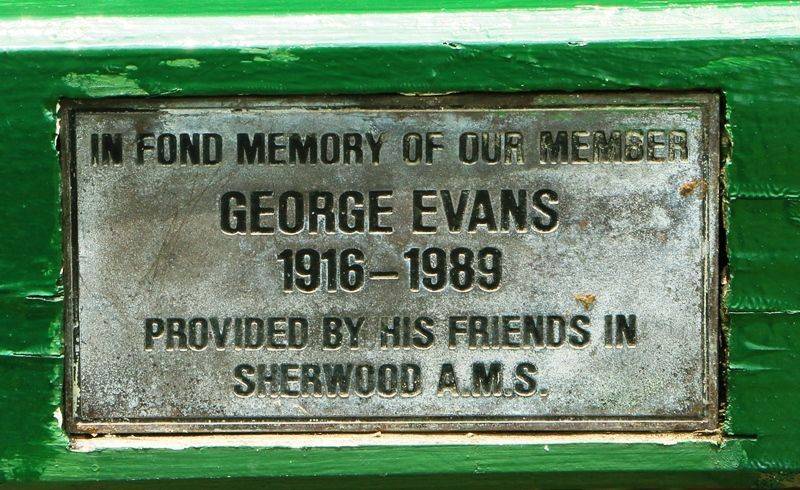 IN FOND MEMORY OF OUR MEMBER
GEORGE EVANS
1916-1989
PROVIDED BY HIS FRIENDS IN
SHERWOOD A.M.S.